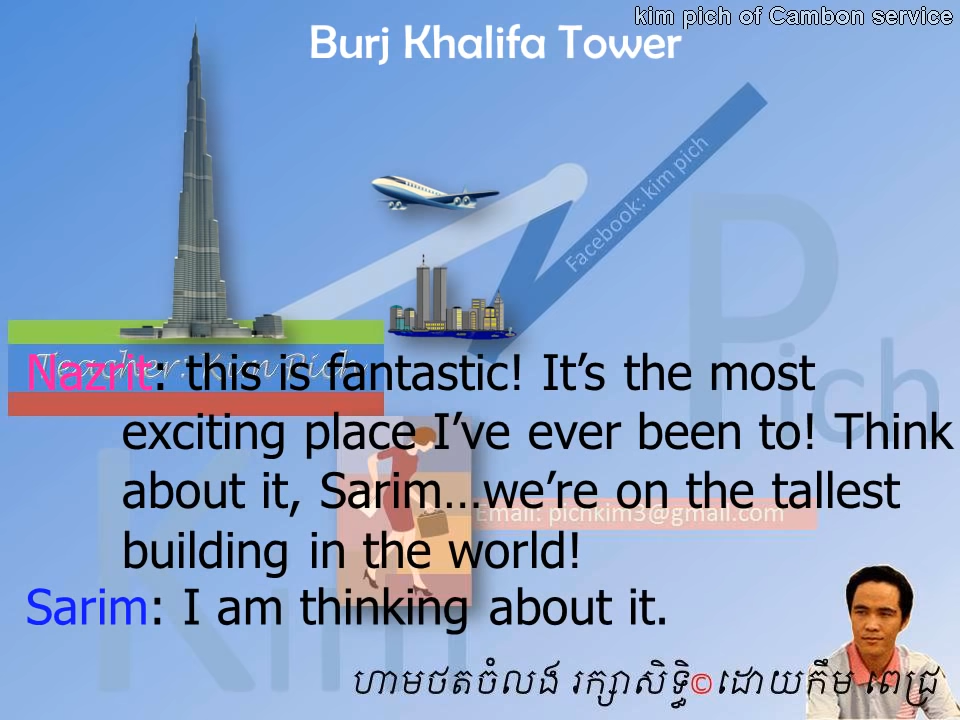 kim pich of Cambon service
Burj Khalifa Tower
Facebook: kim pich
Pich
Teacher: Kim Pich
Nazrit: this is fantastic! It’s the most
exciting place I’ve ever been to! Think
about it, Sarim…we’re on the tallest
building in the world!
Email: pichkim3@gmail.com
Kim
Sarim: I am thinking about it.
ហាមថតចំលង រក្សាសិទ្ធិ©ដោយកឹម ពេជ្រ